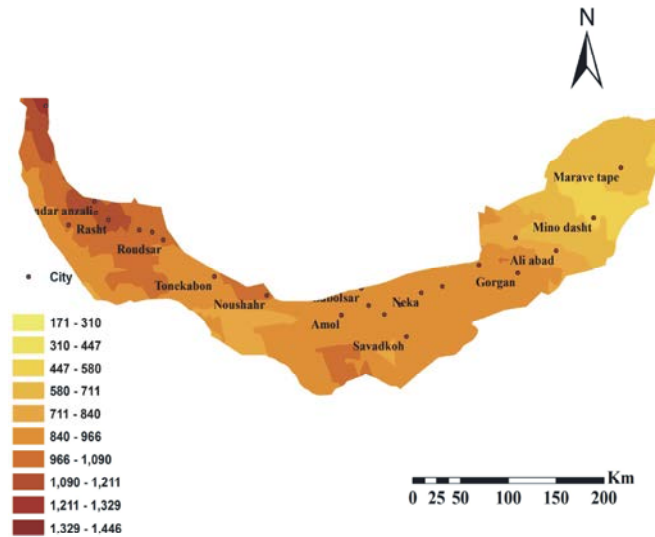 N
Marave tape
Mino dasht
Ali abad
Gorgan
Rasht
Roudsar
Tonekabon
Noushahr
Neka
Amol
Savadkoh
City
171 - 310
310 - 447
447 - 580
580 - 711
711 - 840
840 - 966
966 - 1,090
1,090 - 1,211
1,211 - 1,329
1,329 - 1,446
Km
0 25 50 100 150 200